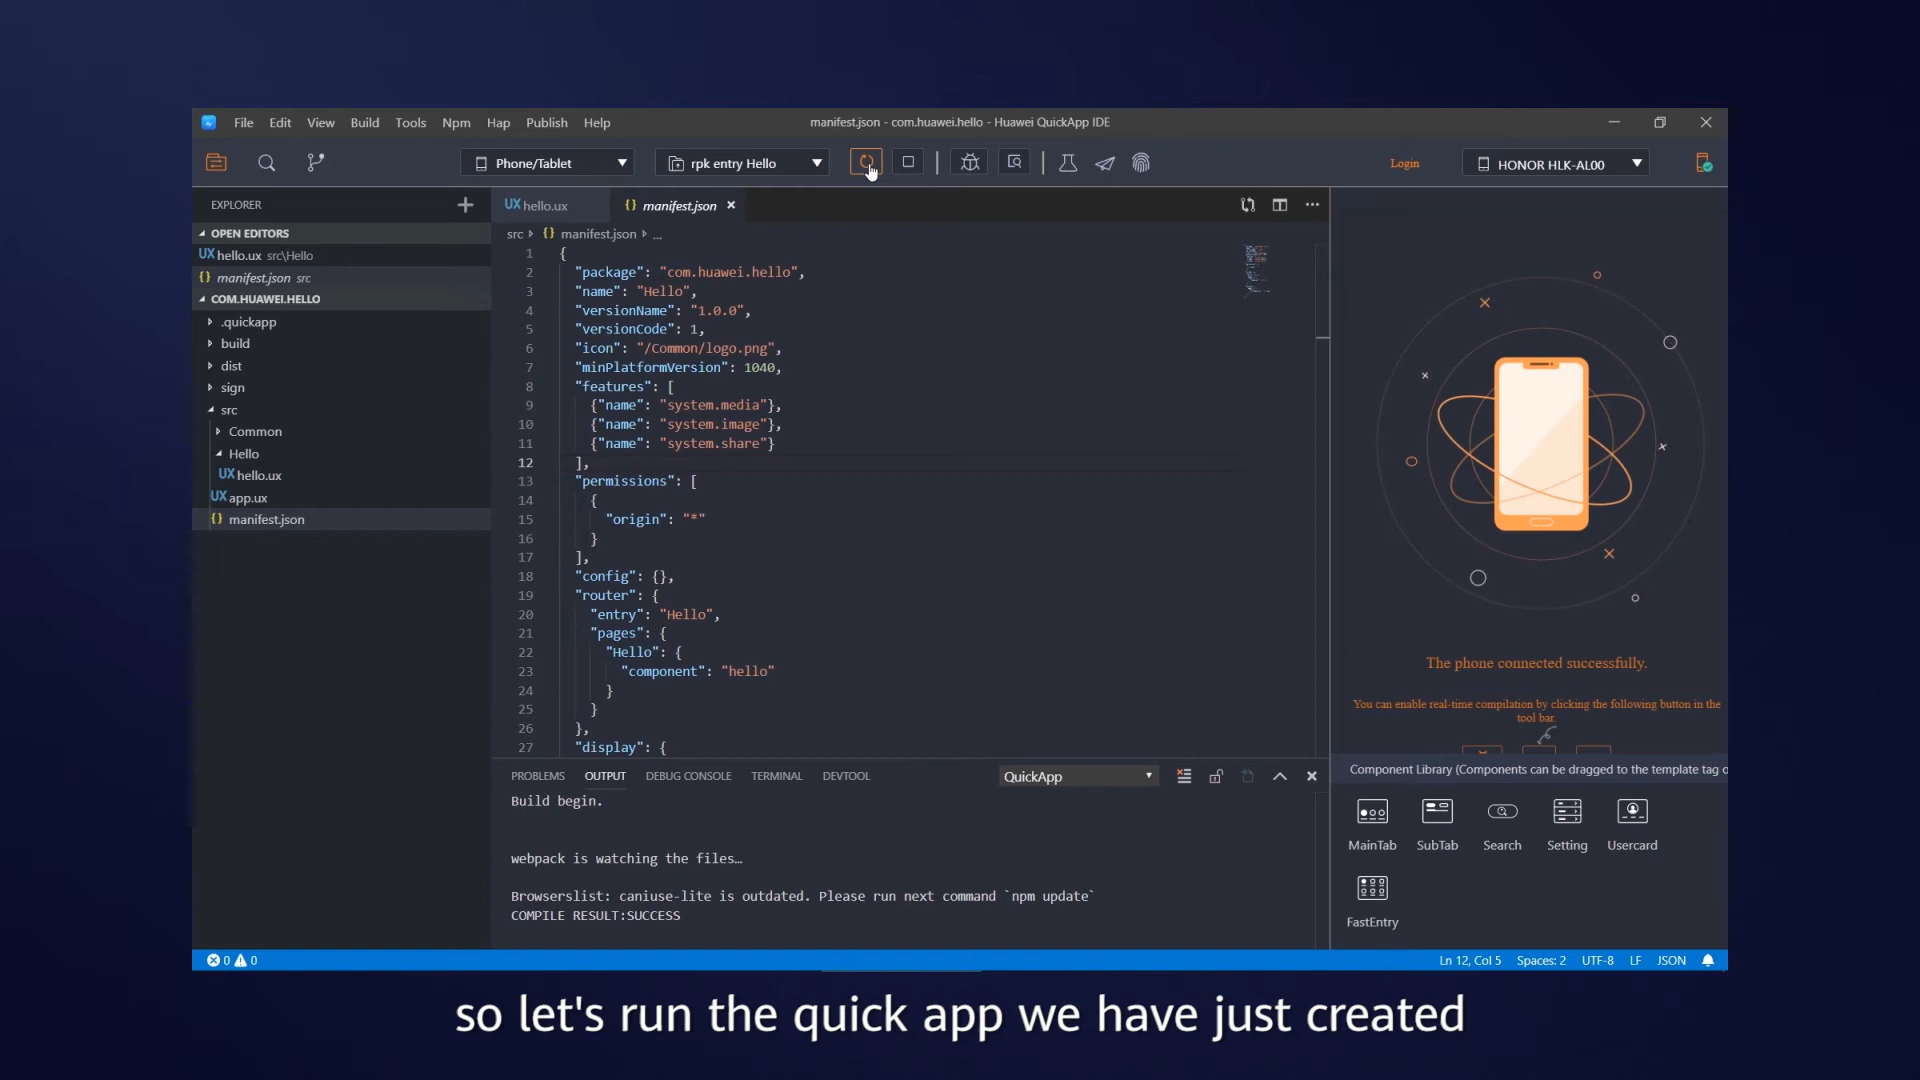 File Edit View Build Tools Npm Hap Publish Help
manifest.json - com.huawei.hello - Huawei QuickApp IDE
Phone/Tablet
rpk entry Hello
Login
HONOR HLK-AL00
EXPLORER
OPEN EDITORS
UX hello.ux src\Hello
{} manifest.json src
COM.HUAWEI.HELLO
.quickapp
build
dist
sign
src
Common
Hello
UX hello.ux
UX app.ux
{} manifest.json
UX hello.ux
{} manifest.json
src {} manifest.json ...
1 {
2 "package": "com.huawei.hello",
3 "name": "Hello",
4 "versionName": "1.0.0",
5 "versionCode": 1,
6 "icon": "/Common/logo.png",
7 "minPlatformVersion": 1040,
8 "features": [
9 {"name": "system.media"},
10 {"name": "system.image"},
11 {"name": "system.share"}
12 ],
13 "permissions": [
14 {
15 "origin": "*"
16 }
17 ],
18 "config": {},
19 "router": {
20 "entry": "Hello",
21 "pages": {
22 "Hello": {
23 "component": "hello"
24 }
25 }
26 },
27 "display": {
PROBLEMS OUTPUT DEBUG CONSOLE TERMINAL DEVTOOL
QuickApp
Build begin.
webpack is watching the files…
Browserslist: caniuse-lite is outdated. Please run next command `npm update`
COMPILE RESULT:SUCCESS
The phone connected successfully.
You can enable real-time compilation by clicking the following button in the
tool bar.
Component Library (Components can be dragged to the template tag o
MainTab SubTab Search Setting Usercard
FastEntry
0 0
Ln 12, Col 5 Spaces: 2 UTF-8 LF JSON
so let's run the quick app we have just created